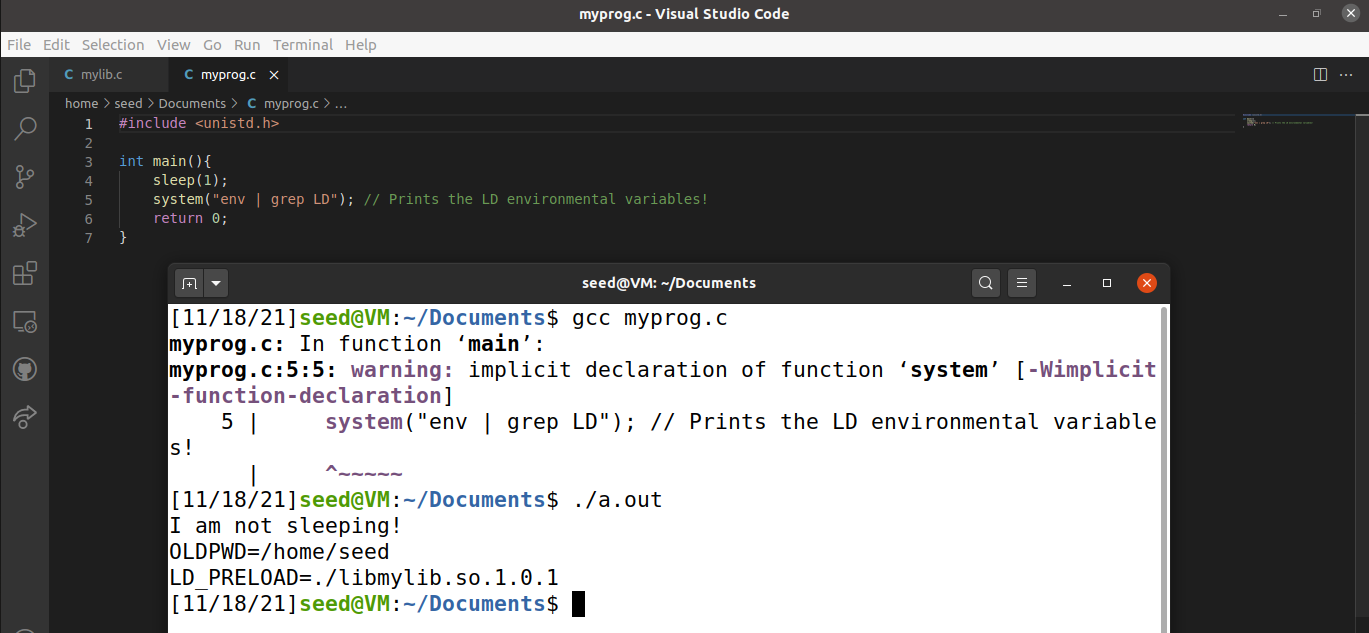 myprog.c - Visual Studio Code
File Edit Selection View Go Run Terminal Help
C mylib.c C myprog.c
home > seed > Documents > C myprog.c > ...
1 #include <unistd.h>
2
3 int main(){
4     sleep(1);
5     system("env | grep LD"); // Prints the LD environmental variables!
6     return 0;
7 }
seed@VM: ~/Documents
[11/18/21]seed@VM:~/Documents$ gcc myprog.c
myprog.c: In function ‘main’:
myprog.c:5:5: warning: implicit declaration of function ‘system’ [-Wimplicit
-function-declaration]
    5 |     system("env | grep LD"); // Prints the LD environmental variable
s!
      |     ^~~~~~
[11/18/21]seed@VM:~/Documents$ ./a.out
I am not sleeping!
OLDPWD=/home/seed
LD_PRELOAD=./libmylib.so.1.0.1
[11/18/21]seed@VM:~/Documents$